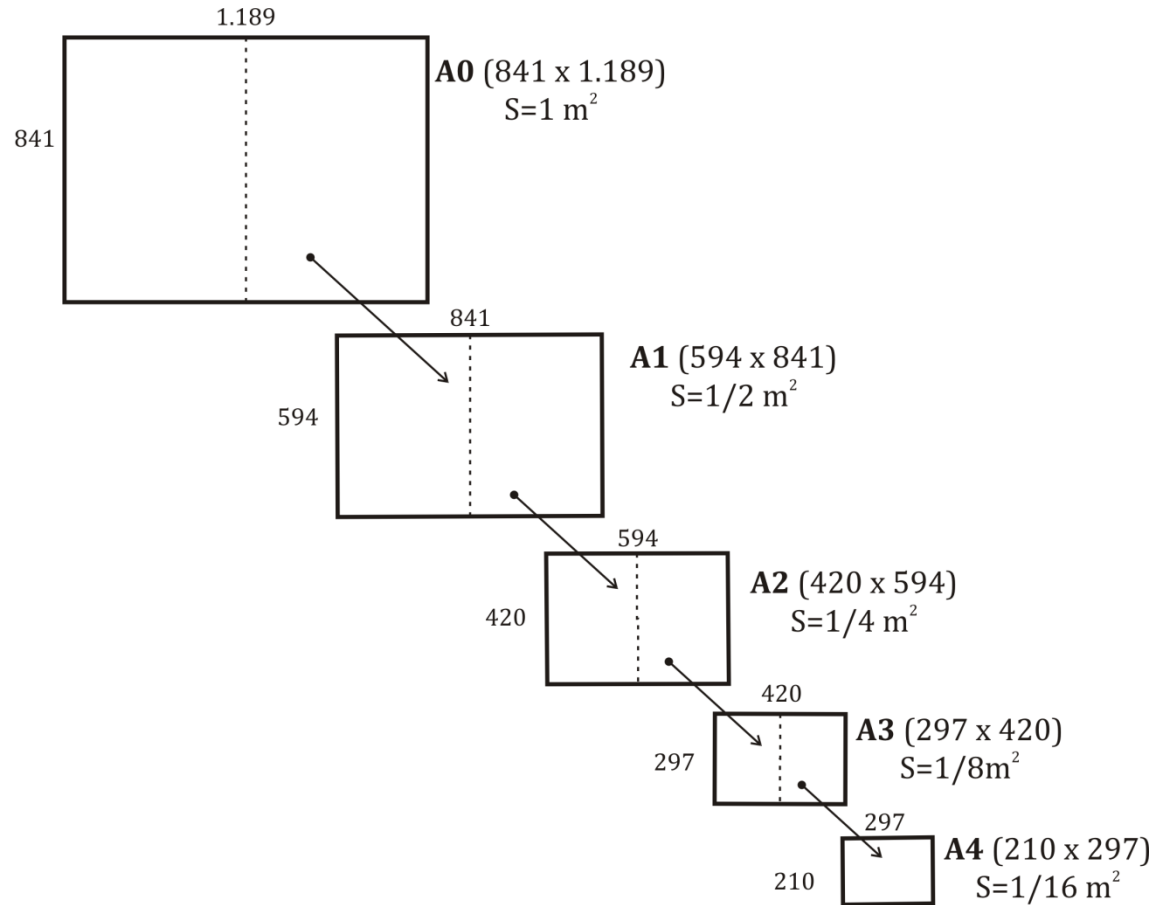 1.189
A0 (841 x 1.189)
S=1 m²
841
841
A1 (594 x 841)
S=1/2 m²
594
594
A2 (420 x 594)
S=1/4 m²
420
420
A3 (297 x 420)
S=1/8m²
297
297
A4 (210 x 297)
S=1/16 m²
210